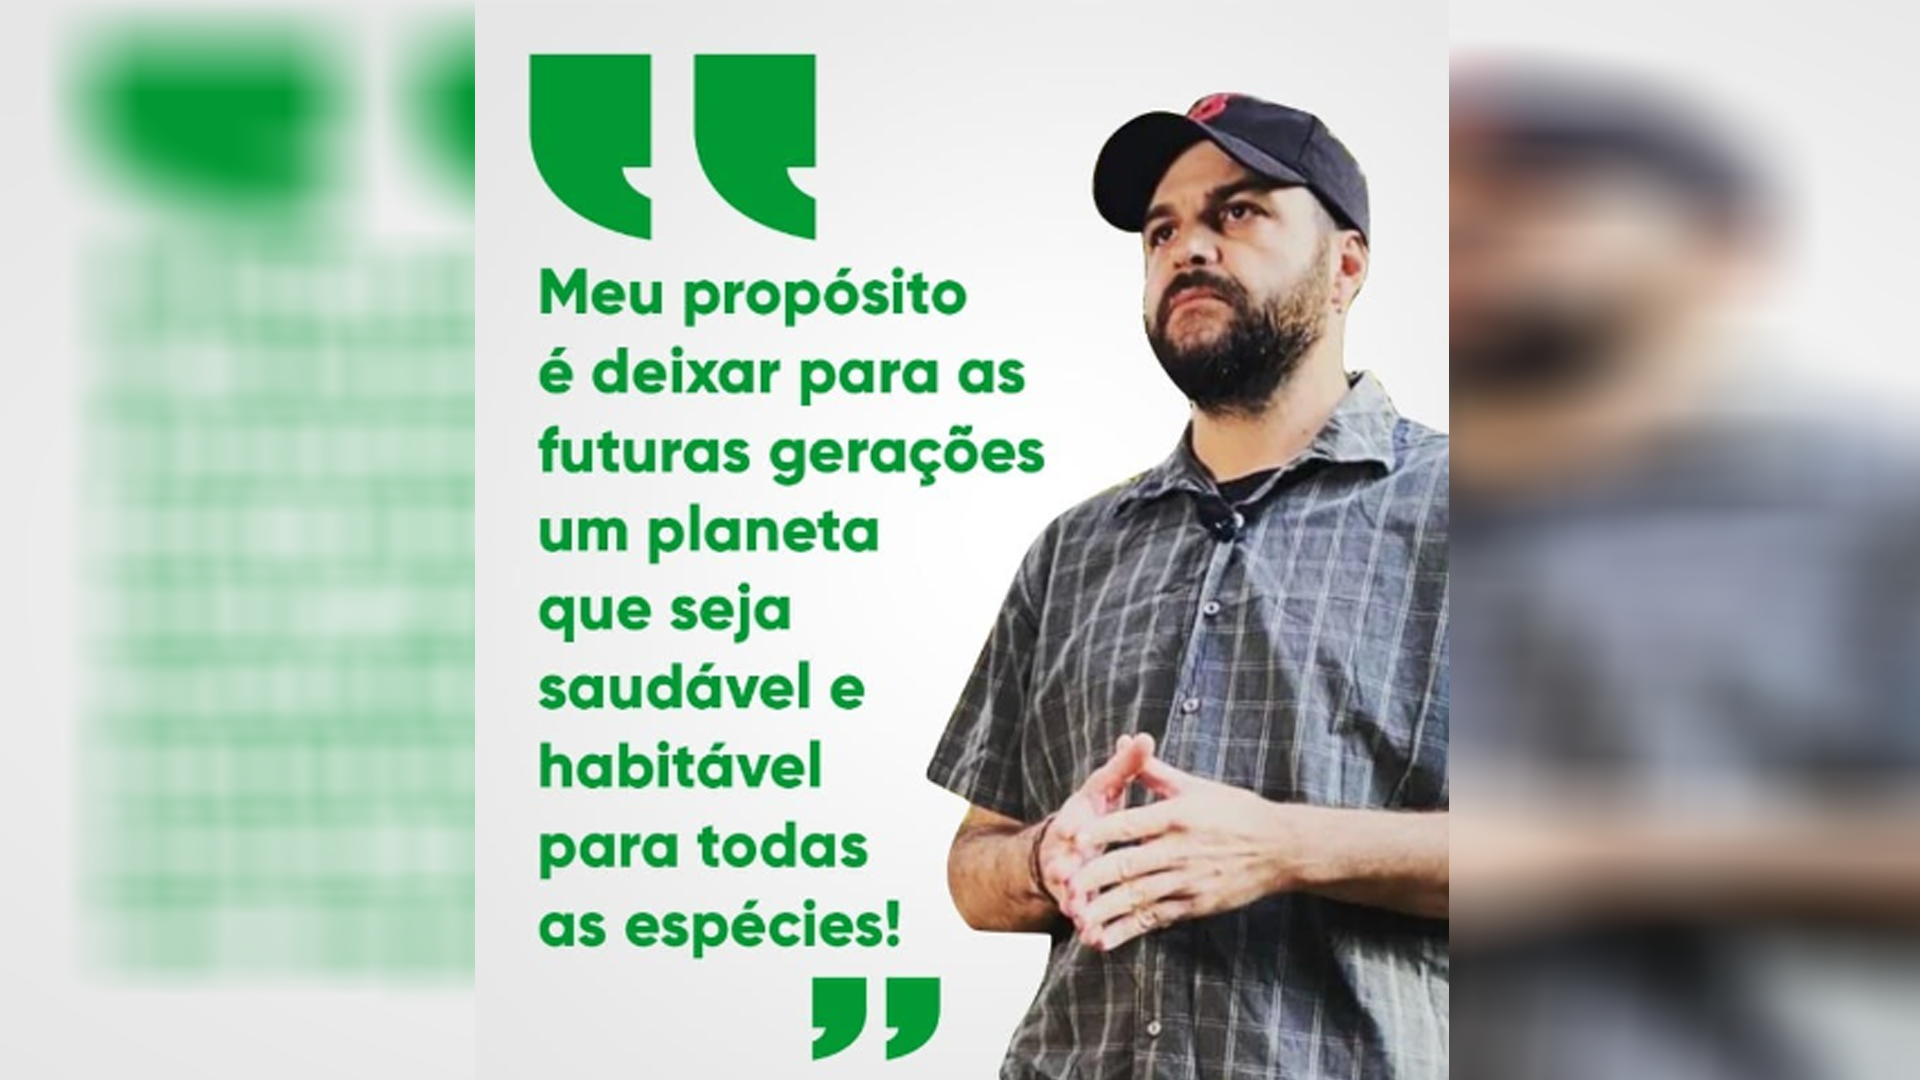 Meu propósito
é deixar para as
futuras gerações
um planeta
que seja
saudável e
habitável
para todas
as espécies!